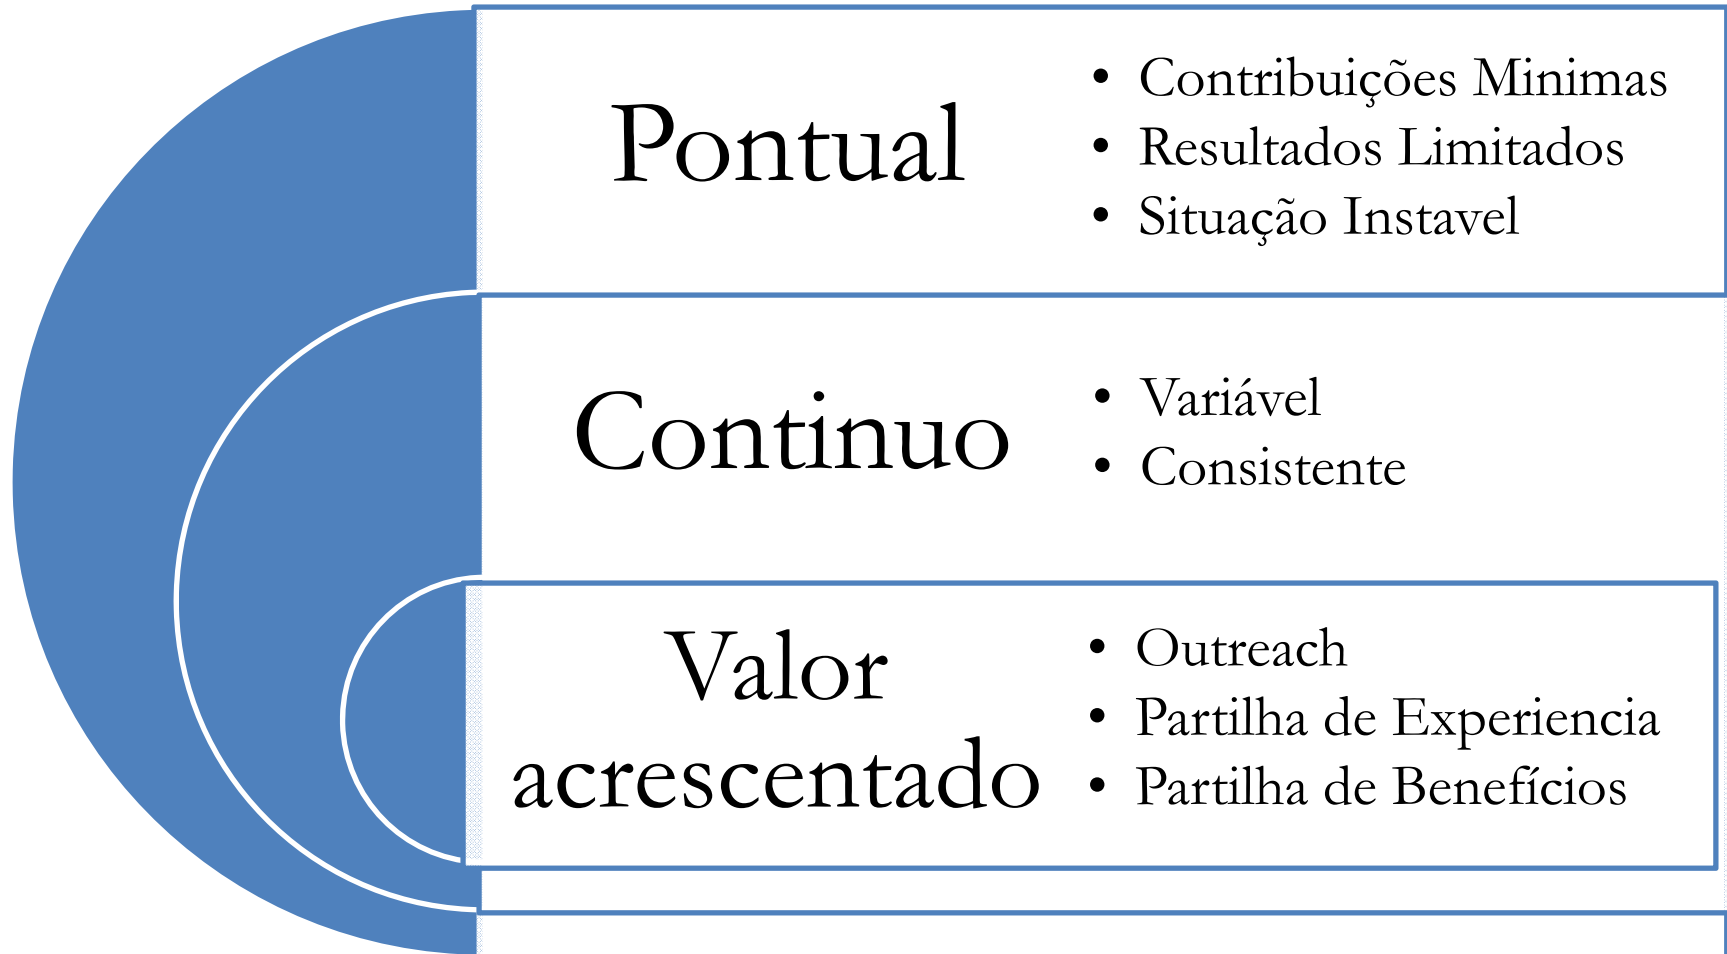 Pontual
• Contribuições Minimas
• Resultados Limitados
• Situação Instavel
Continuo
• Variável
• Consistente
Valor
acrescentado
• Outreach
• Partilha de Experiencia
• Partilha de Benefícios